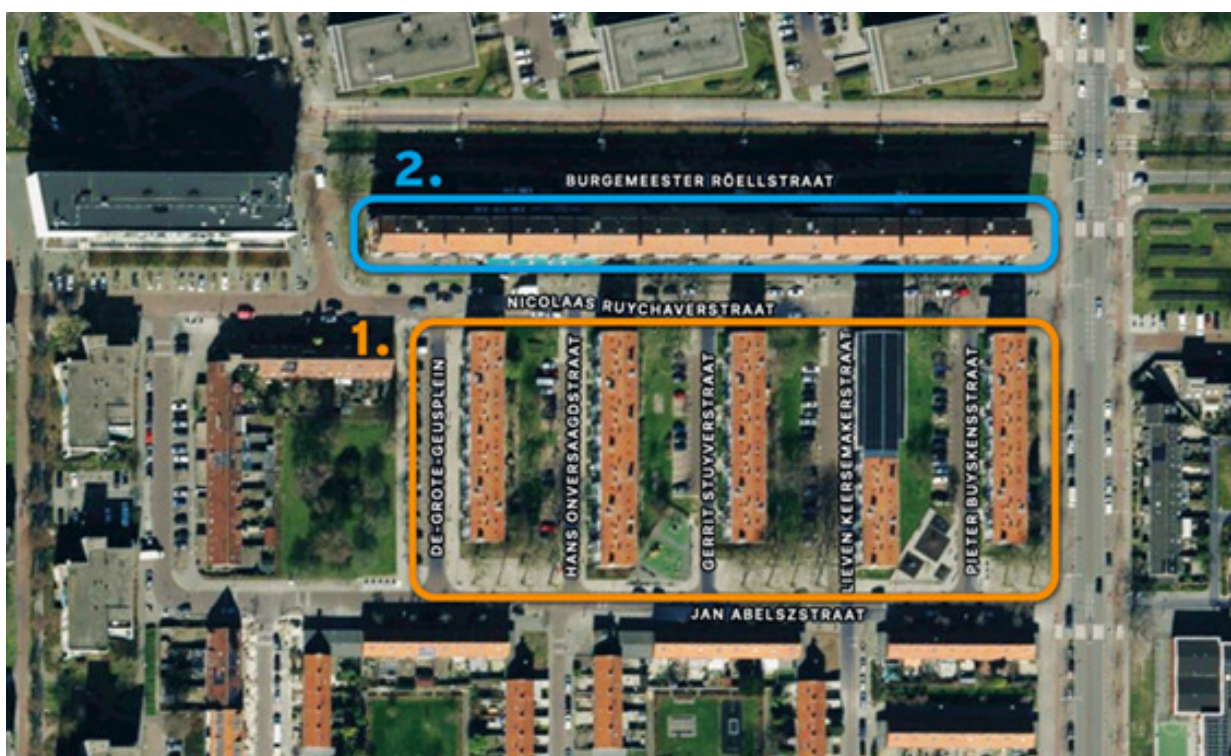 2.
BURGEMEESTER RÖELLSTRAAT
NICOLAAS RUYCHAVERSTRAAT
1.
DE-GROTE-GEUSPLEIN
HANS ONVERSAAGDSTRAAT
GERRIT STUYVERSTRAAT
LIEVEN KEERSEMAKERSTRAAT
PIETER BUYSKENSSTRAAT
JAN ABELSZSTRAAT